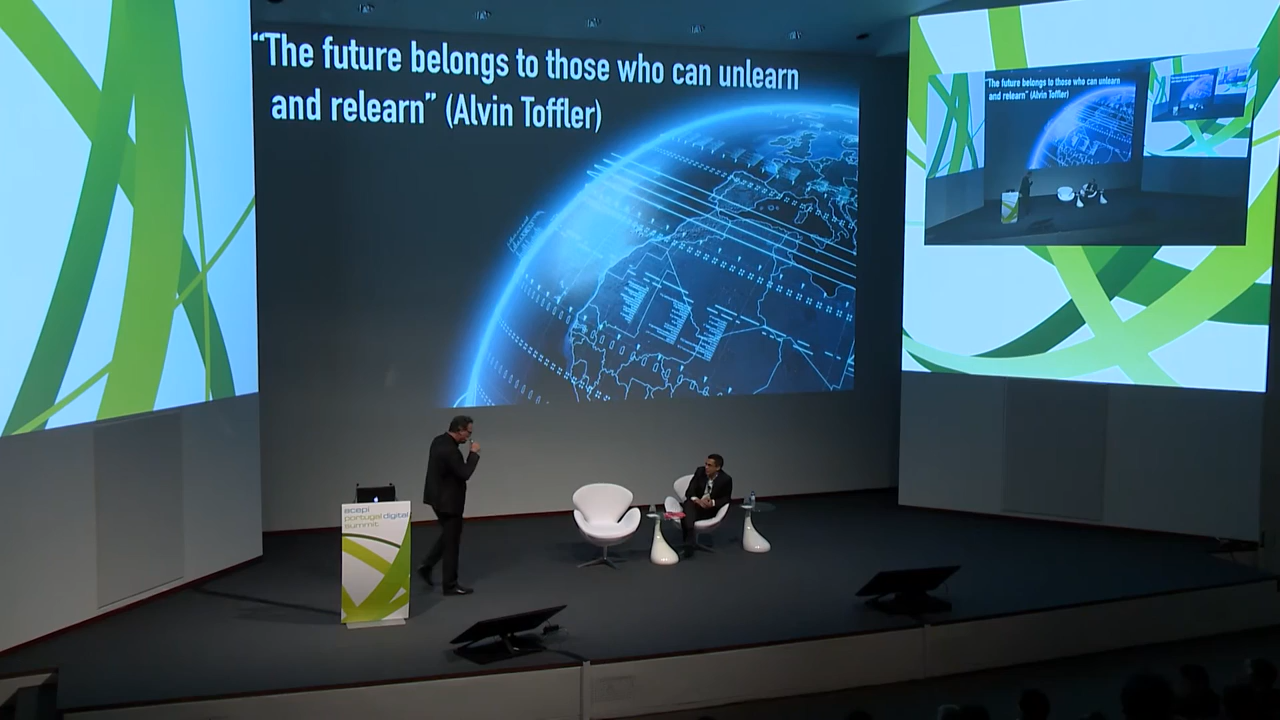 “The future belongs to those who can unlearn
and relearn” (Alvin Toffler)
"The future belongs to those who can unlearn
and relearn" (Alvin Toffler)
acepi
portugal digital
summit.